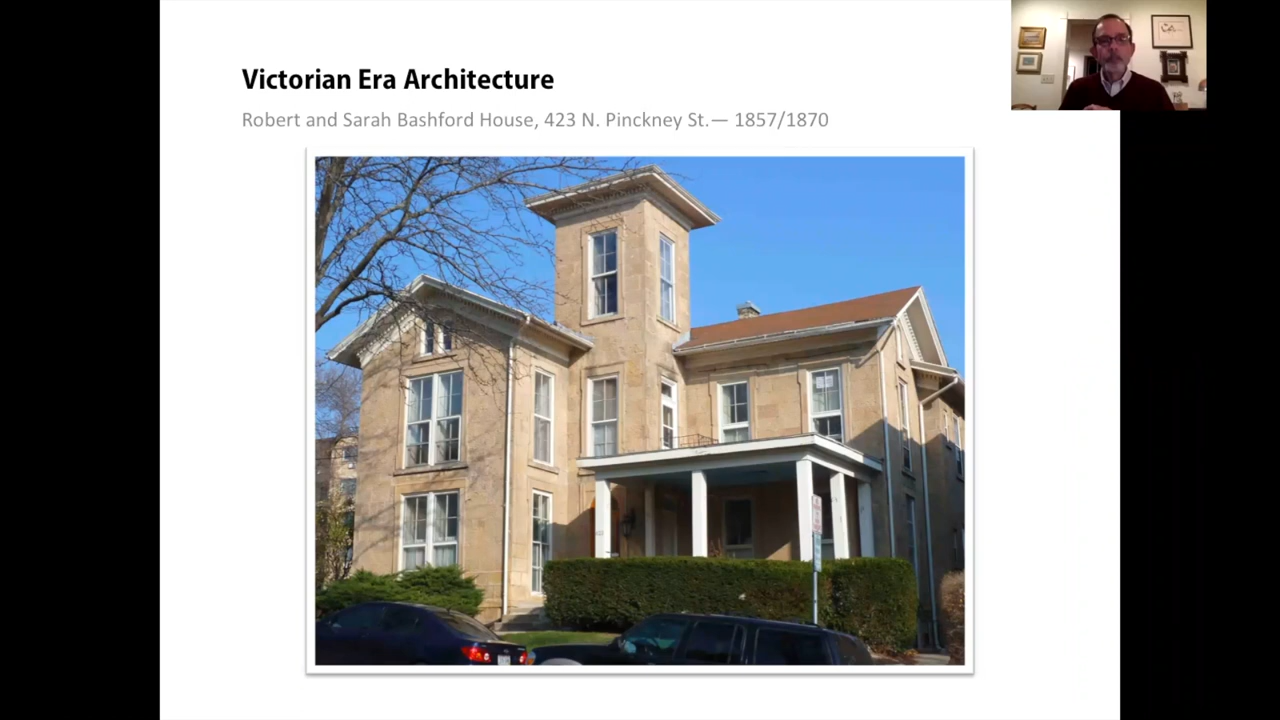 Victorian Era Architecture
Robert and Sarah Bashford House, 423 N. Pinckney St.— 1857/1870